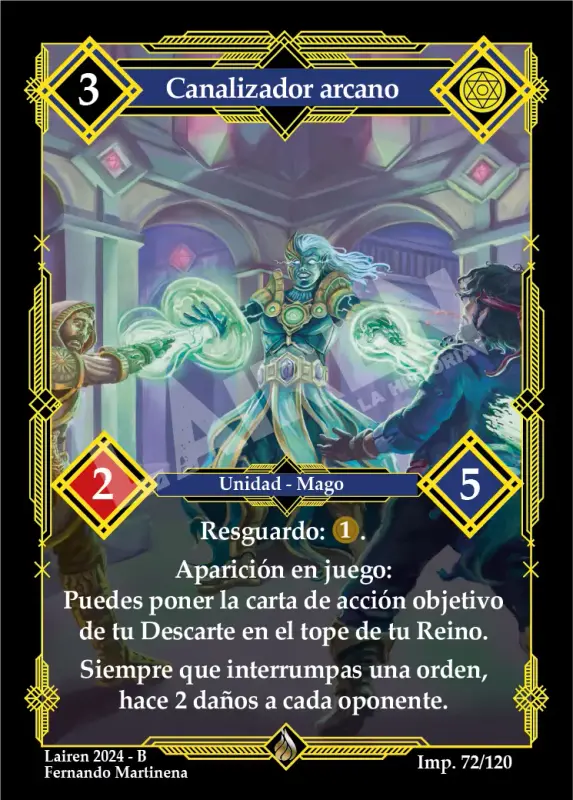 3
Canalizador arcano
LA HISTORIA
2
Unidad - Mago
5
Resguardo: 1 .
Aparición en juego:
Puedes poner la carta de acción objetivo
de tu Descarte en el tope de tu Reino.
Siempre que interrumpas una orden,
hace 2 daños a cada oponente.
Lairen 2024 - B
Fernando Martinena
Imp. 72/120